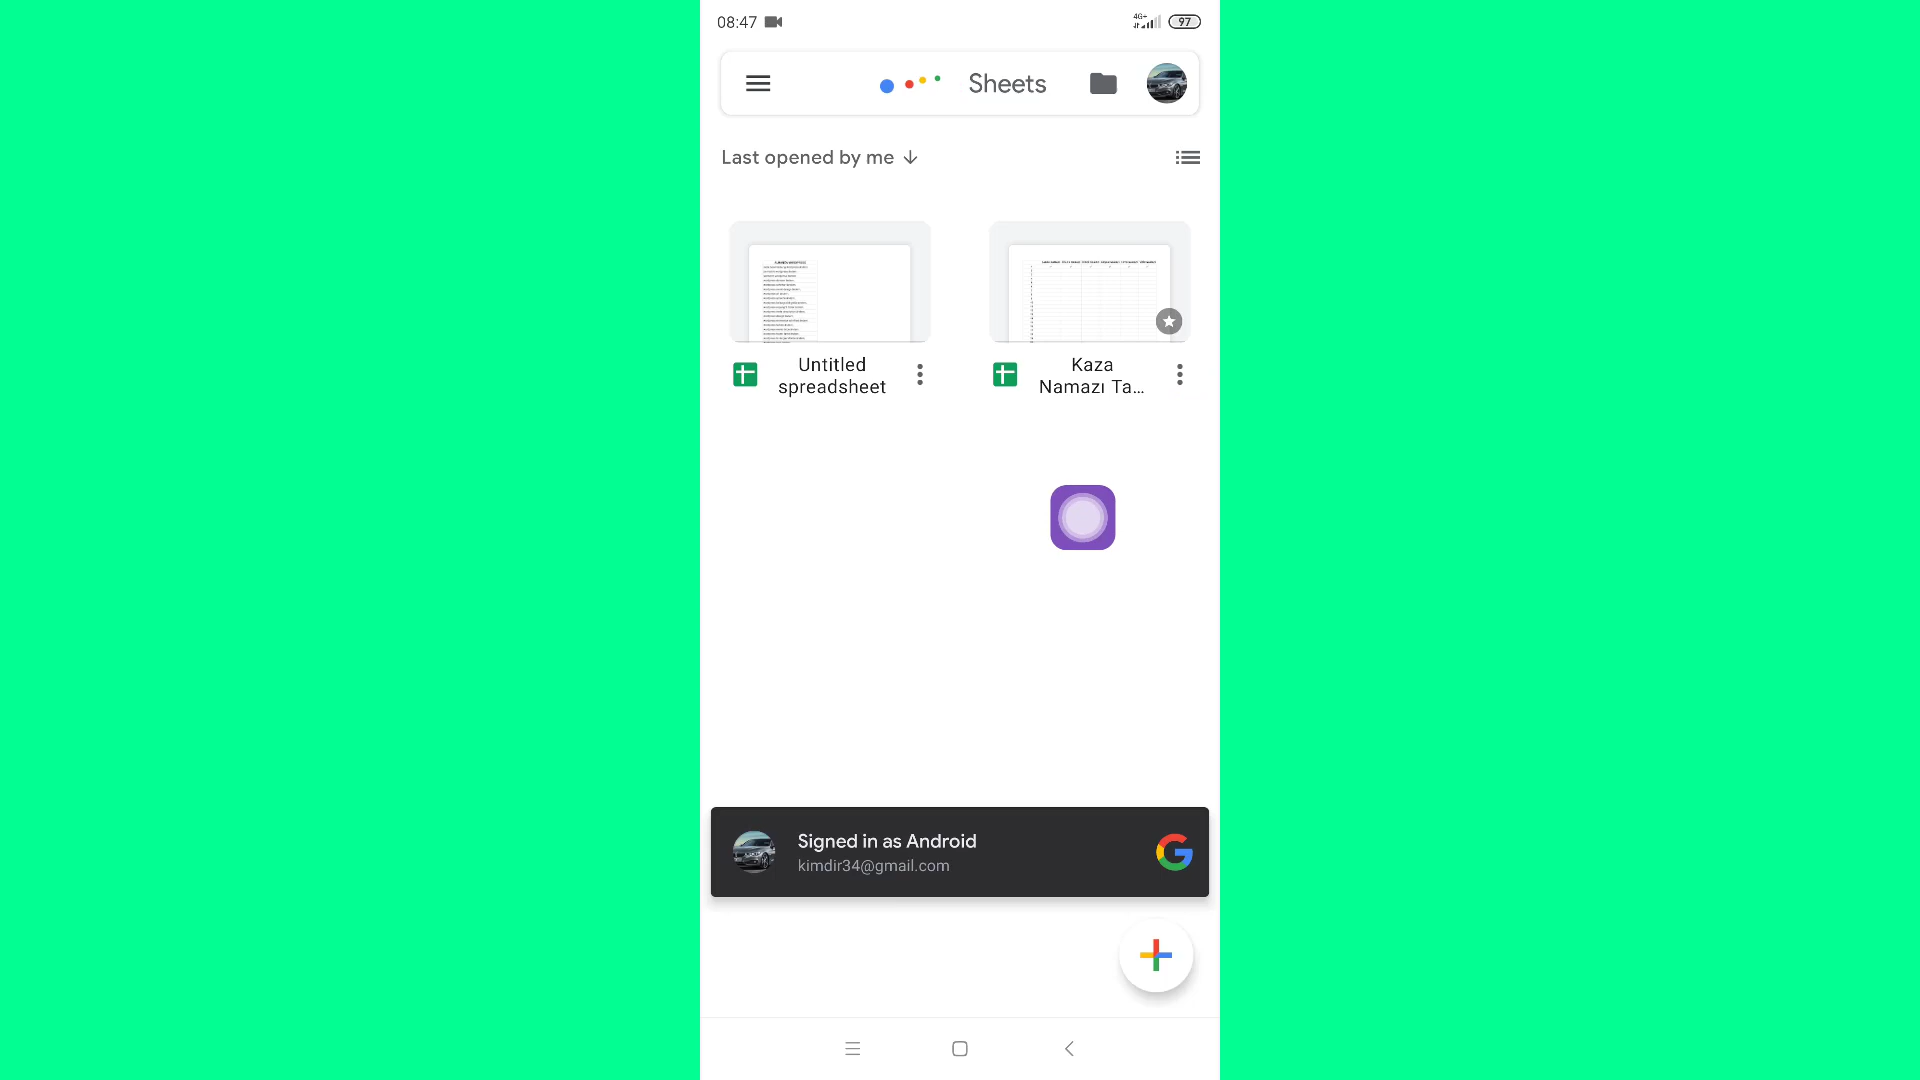 08:47
4G+
97
Sheets
Last opened by me
Untitled
spreadsheet
Kaza
Namazı Ta...
Signed in as Android
kimdir34@gmail.com